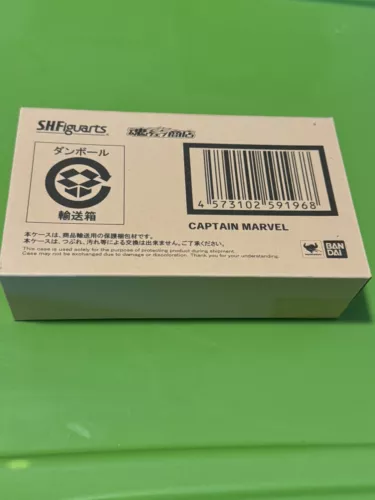 S.H.Figuarts
魂ウェブ商店
ダンボール
輸送箱
4 573102 591968
CAPTAIN MARVEL
本ケースは、商品輸送用の保護梱包材です。
本ケースは、つぶれ、汚れ等による交換は出来ません。ご了承ください。
This case is used solely for the purpose of protecting product during shipment.
Case may not be exchanged due to damage or discoloration. Thank you for your understanding.
BAN
DAI